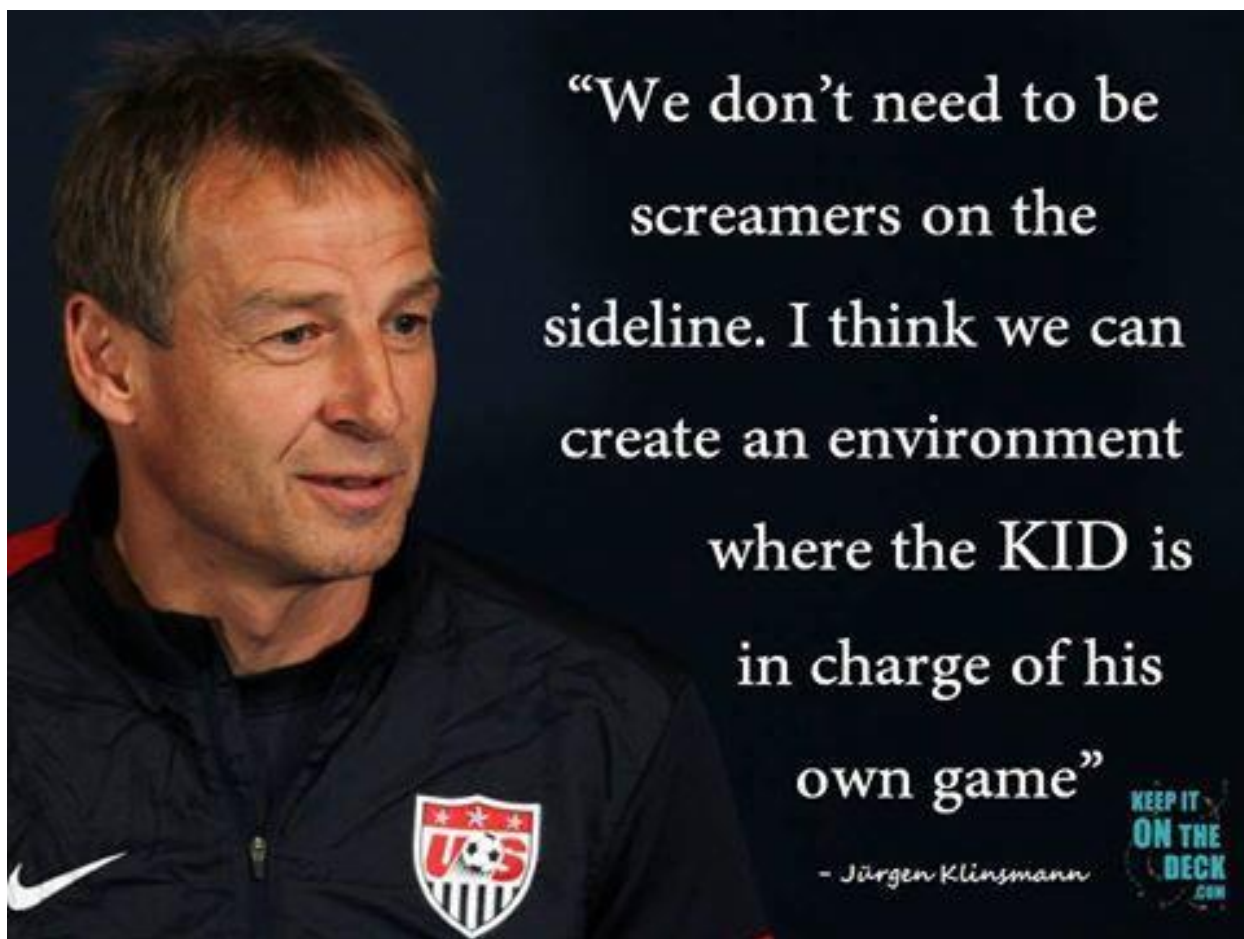 “We don’t need to be
screamers on the
sideline. I think we can
create an environment
where the KID is
in charge of his
own game”
- Jürgen Klinsmann
KEEP IT
ON THE
DECK
.COM
US